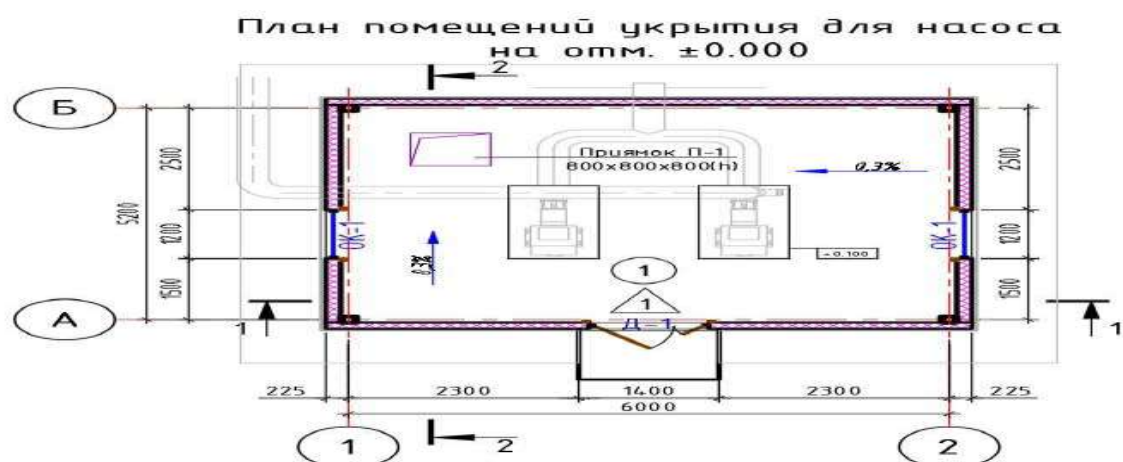 План помещений укрытия для насоса
на отм. ±0.000
2
Б
Приямок П-1
800х800х800(h)
0,3%
2500
2500
5200
1200
ОК-1
ОК-1
1200
0,3%
+0.100
1
1500
1500
1
А
1
Д-1
1
225
2300
1400
2300
225
6000
1
2
2